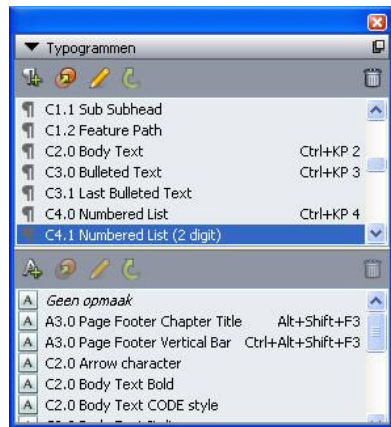 Typogrammen
C1.1 Sub Subhead
C1.2 Feature Path
C2.0 Body Text Ctrl+KP 2
C3.0 Bulleted Text Ctrl+KP 3
C3.1 Last Bulleted Text
C4.0 Numbered List Ctrl+KP 4
C4.1 Numbered List (2 digit)
A Geen opmaak
A A3.0 Page Footer Chapter Title Alt+Shift+F3
A A3.0 Page Footer Vertical Bar Ctrl+Alt+Shift+F3
A C2.0 Arrow character
A C2.0 Body Text Bold
A C2.0 Body Text CODE style